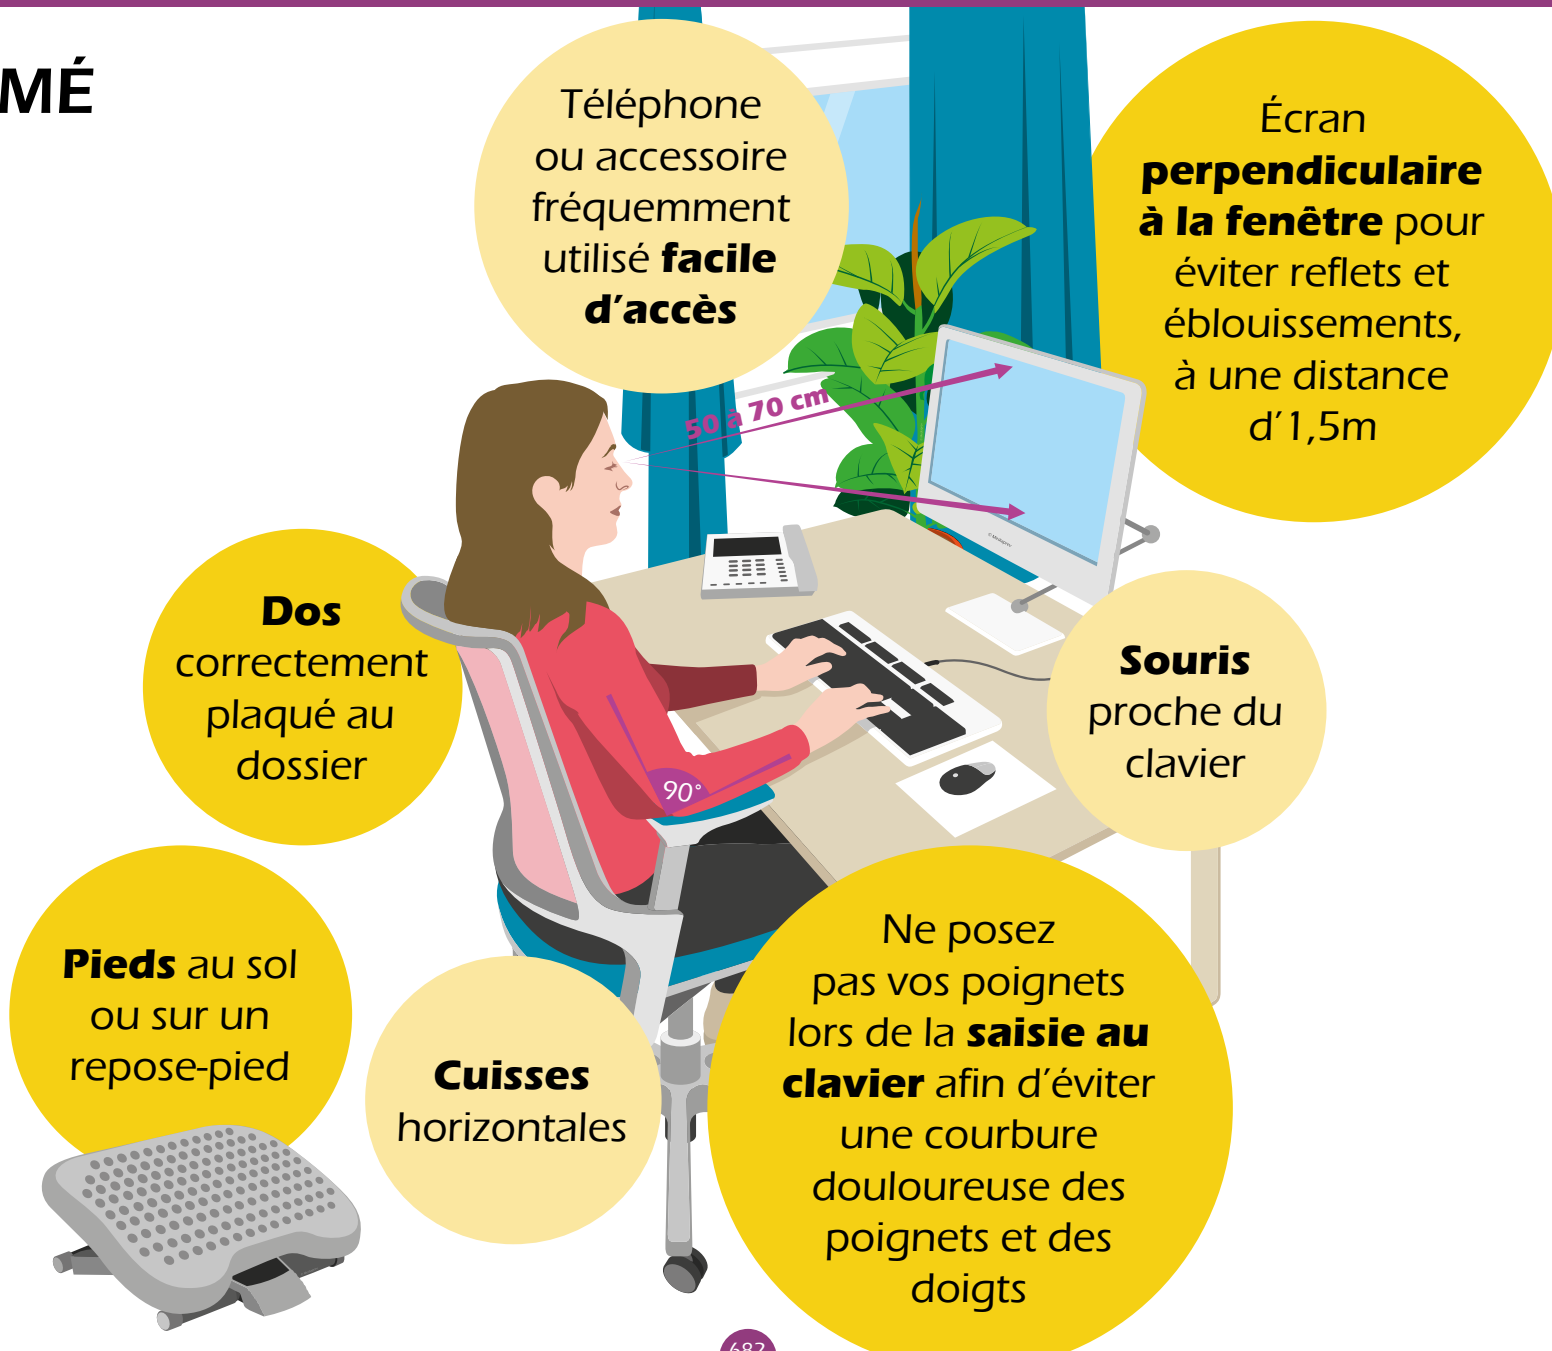 MÉ
Téléphone
ou accessoire
fréquemment
utilisé facile
d’accès
Écran
perpendiculaire
à la fenêtre pour
éviter reflets et
éblouissements,
à une distance
d’1,5m
50 à 70 cm
Dos
correctement
plaqué au
dossier
Souris
proche du
clavier
90°
Pieds au sol
ou sur un
repose-pied
Cuisses
horizontales
Ne posez
pas vos poignets
lors de la saisie au
clavier afin d’éviter
une courbure
douloureuse des
poignets et des
doigts
682